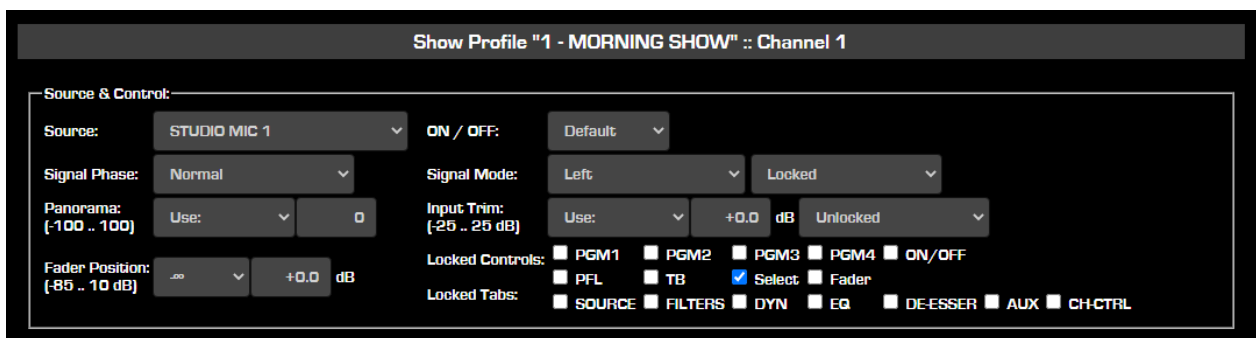 Show Profile "1 - MORNING SHOW" :: Channel 1
Source & Control:
Source: STUDIO MIC 1 ON / OFF: Default
Signal Phase: Normal Signal Mode: Left Locked
Panorama: (-100 .. 100) Use: 0 Input Trim: (-25 .. 25 dB) Use: +0.0 dB Unlocked
Fader Position: (-85 .. 10 dB) -∞ +0.0 dB
Locked Controls: PGM1 PGM2 PGM3 PGM4 ON/OFF
PFL TB Select Fader
Locked Tabs: SOURCE FILTERS DYN EQ DE-ESSER AUX CH-CTRL